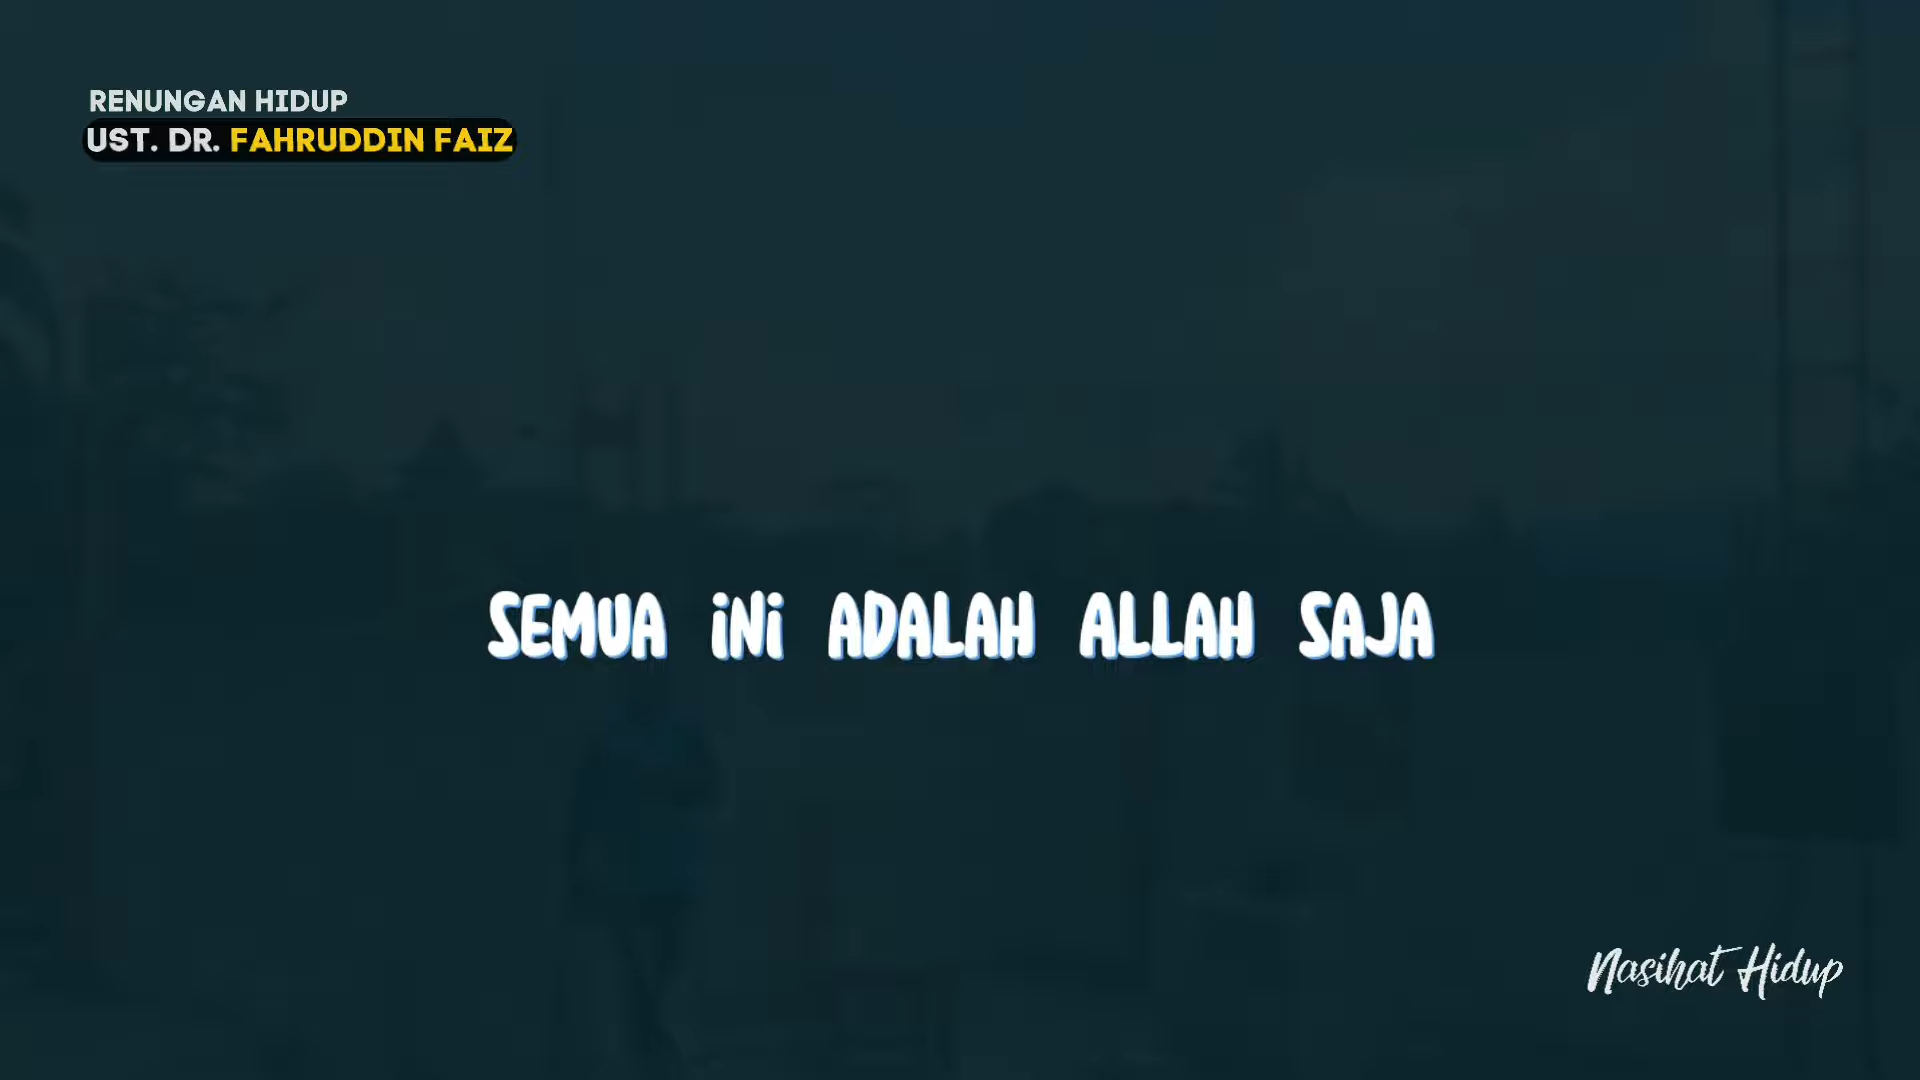 RENUNGAN HIDUP
UST. DR. FAHRUDDIN FAIZ
SEMUA iNi ADALAH ALLAH SAJA
Nasihat Hidup